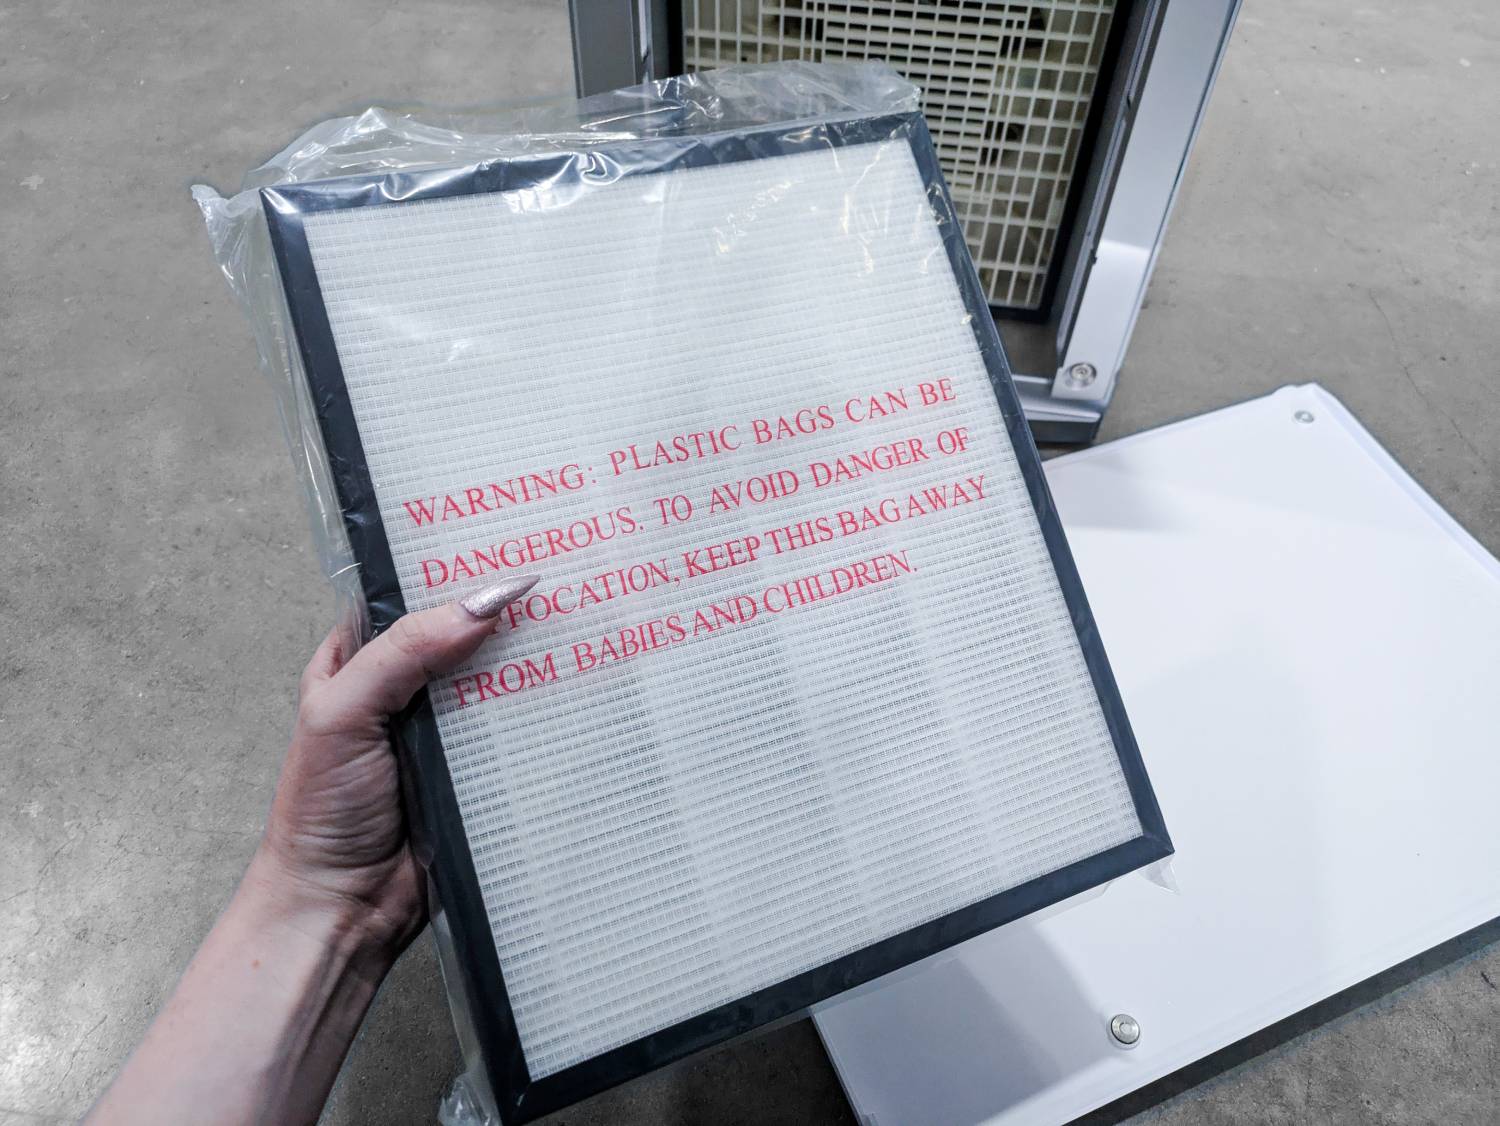 WARNING: PLASTIC BAGS CAN BE
DANGEROUS. TO AVOID DANGER OF
KEEP THIS BAG AWAY
FROM BABIES AND CHILDREN.